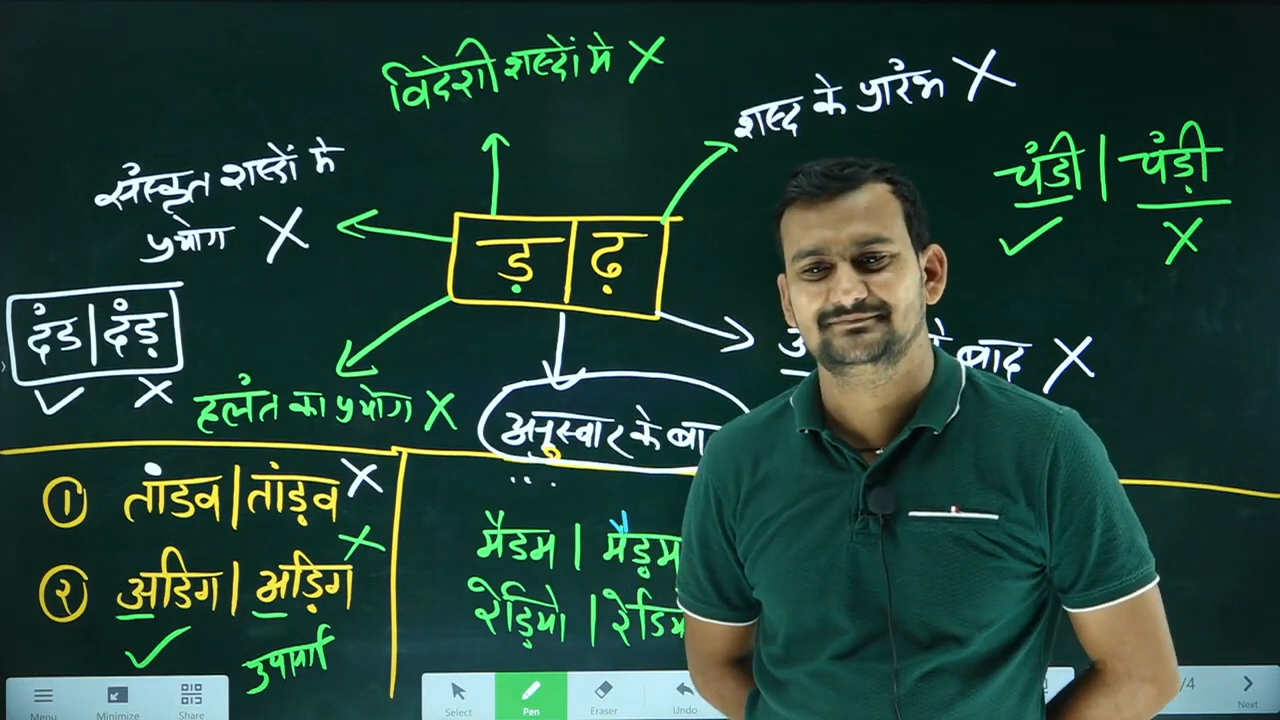 विदेशी शब्दों में X
शब्द के प्रारंभ X
संस्कृत शब्दों में
प्रयोग X
चंडी | चंड़ी
✓ X
ड़ ढ़
दंड | दंड़
✓ X
हलंत का प्रयोग X
अनुस्वार के
बाद X
① तांडव | तांड़व X
② अडिग | अड़िग X
✓
मैडम | मैड़म
रेड़ियो | रेडि
Menu
Minimize
Share
Select
Pen
Eraser
Undo
/4
Next